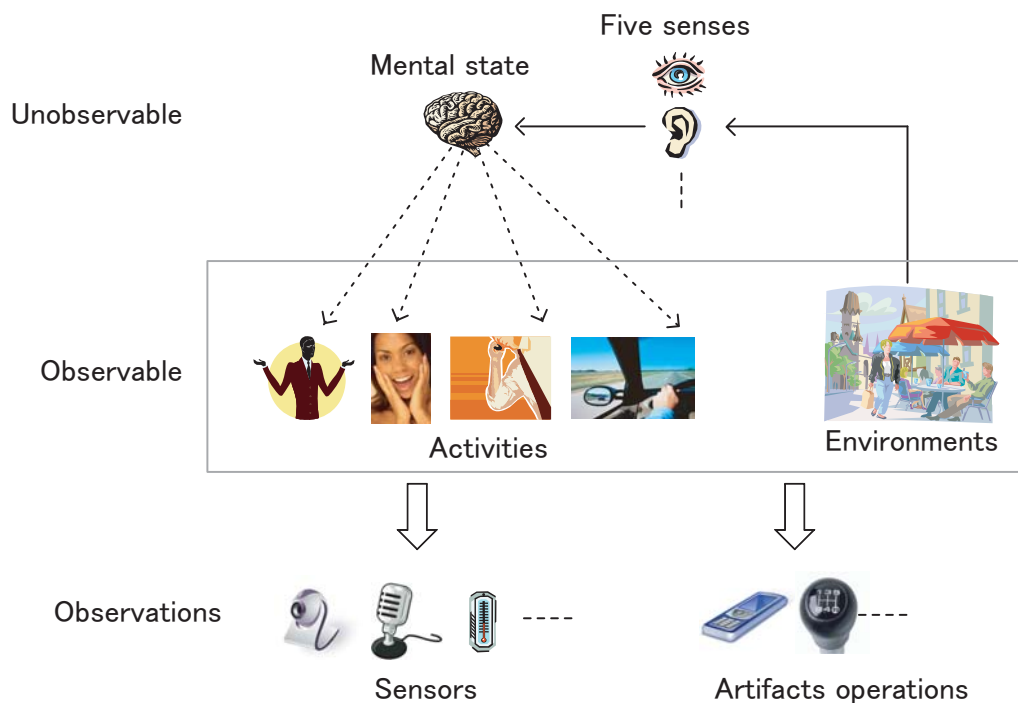 Five senses
Mental state
Unobservable
Observable
Activities
Environments
Observations
Sensors
Artifacts operations